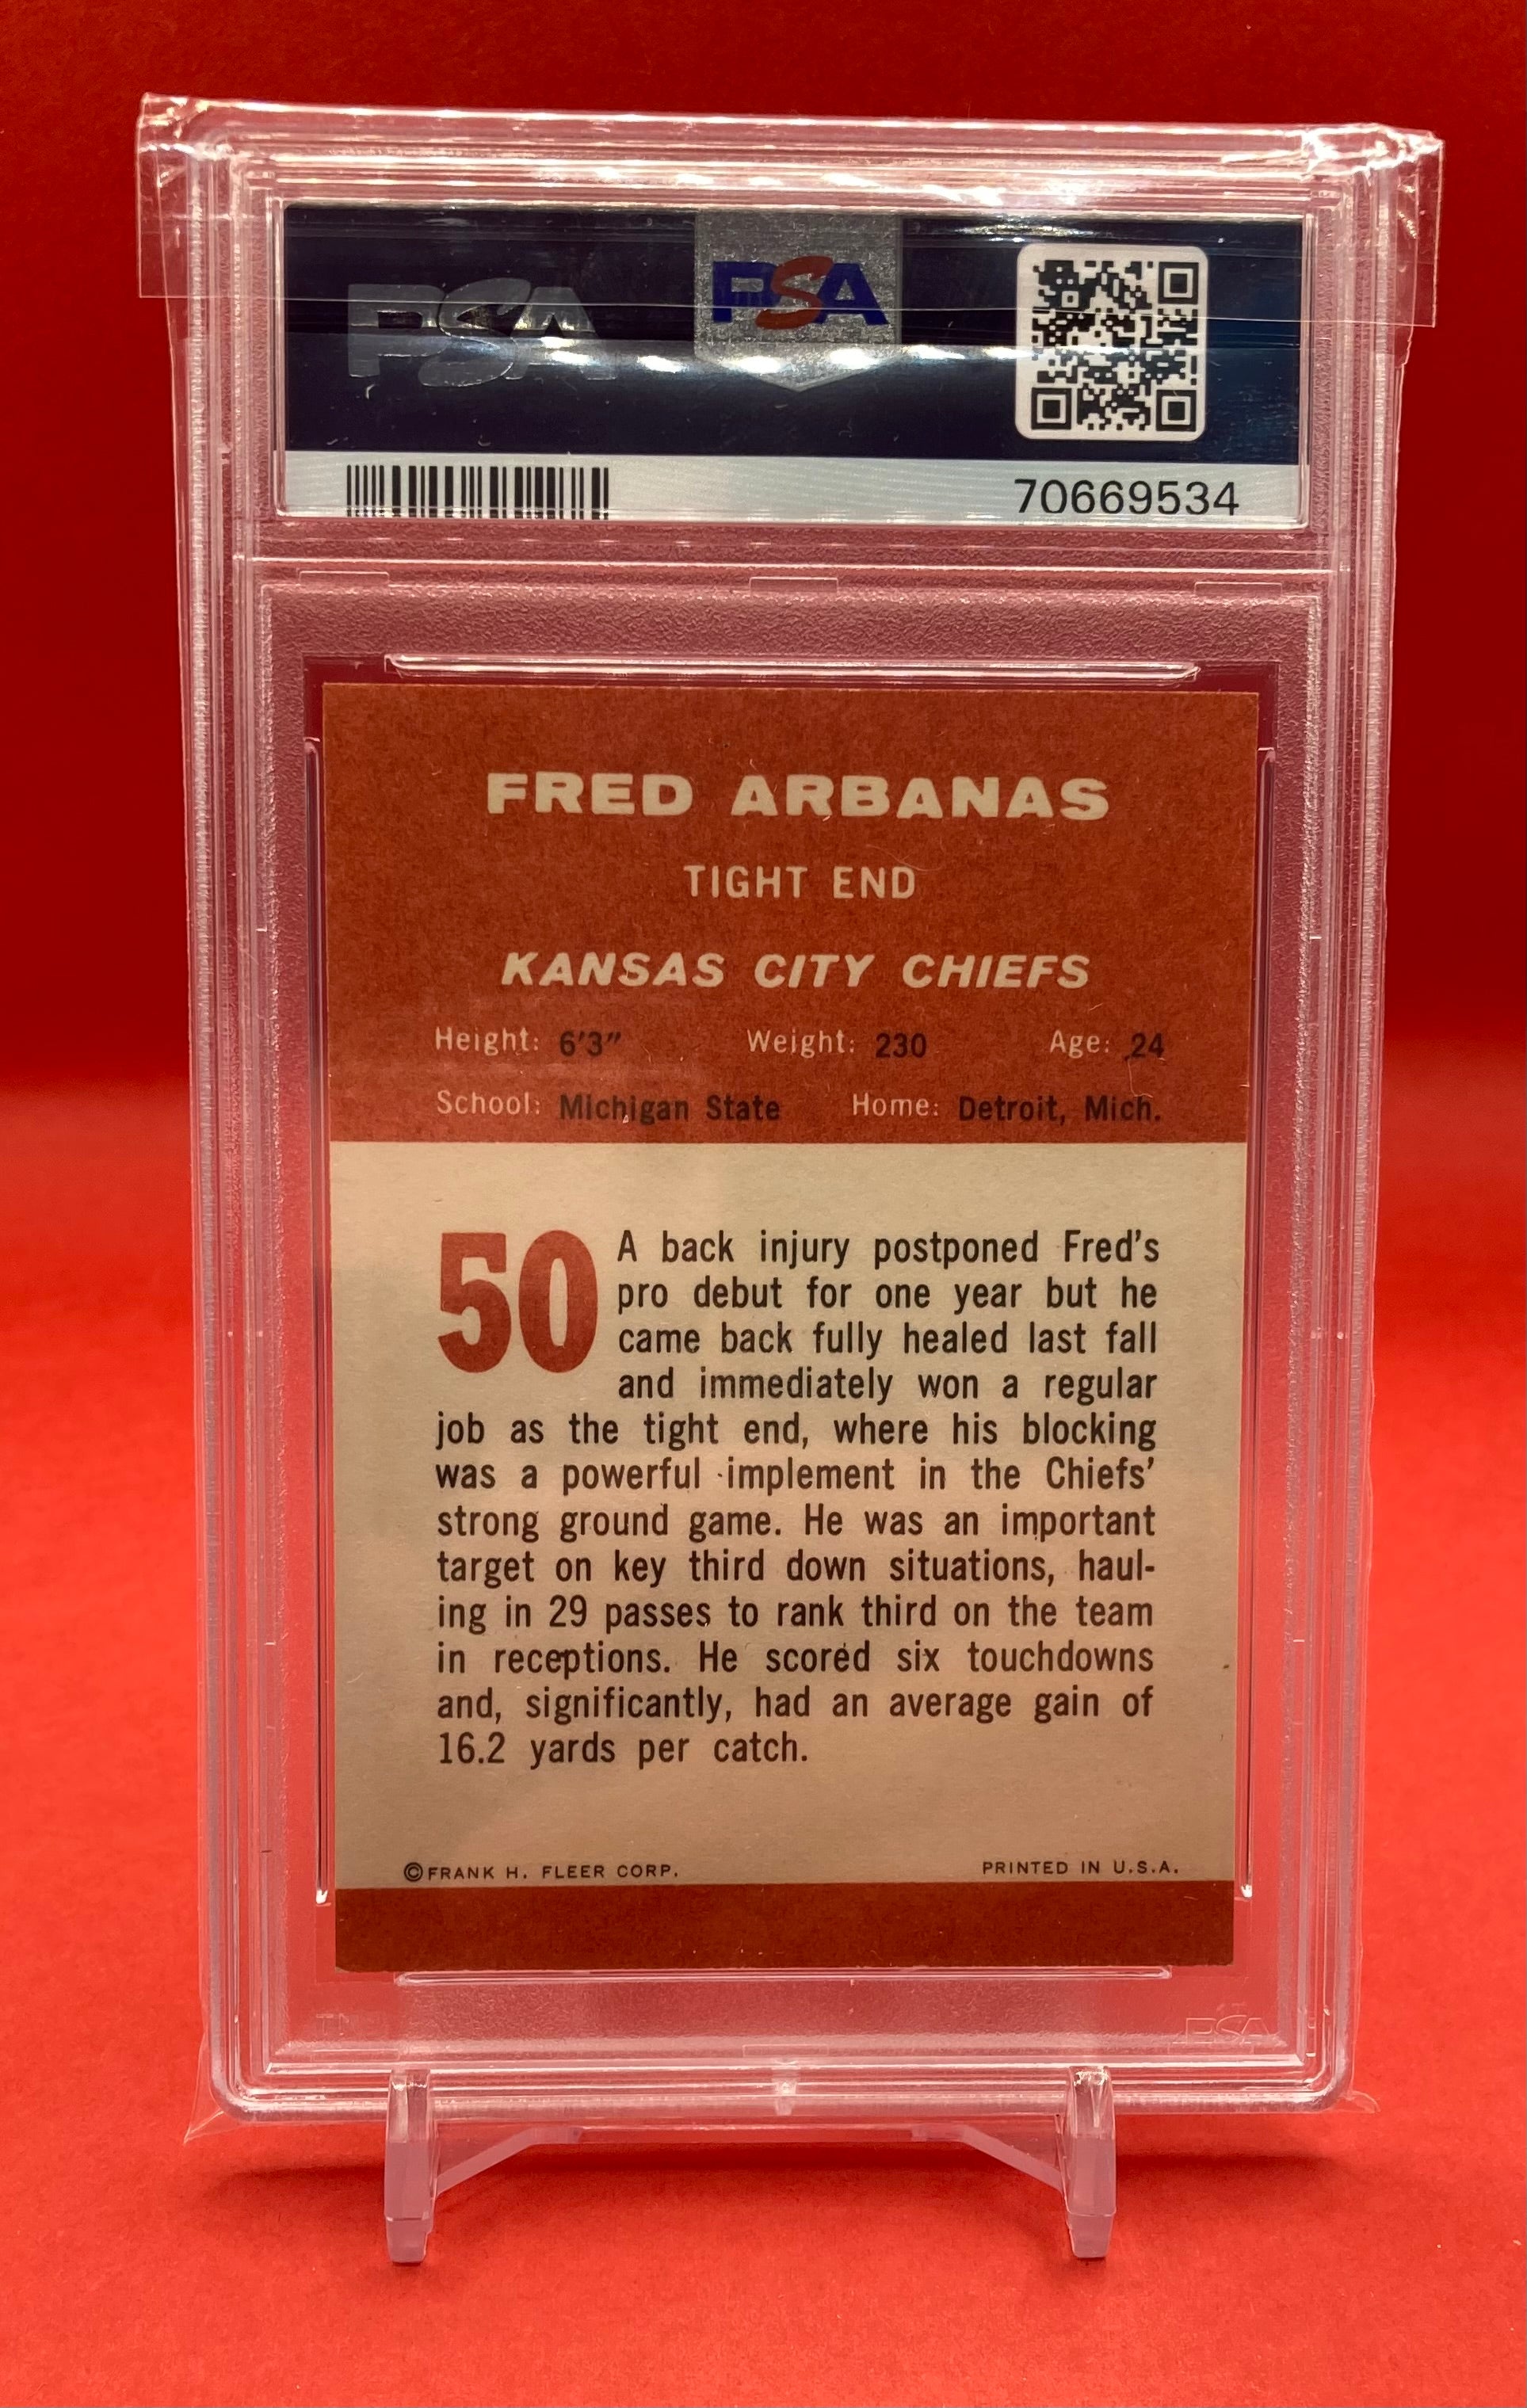 PSA
PSA
70669534
FRED ARBANAS
TIGHT END
KANSAS CITY CHIEFS
Height: 6'3" Weight: 230 Age: 24
School: Michigan State Home: Detroit, Mich.
50 A back injury postponed Fred's
pro debut for one year but he
came back fully healed last fall
and immediately won a regular
job as the tight end, where his blocking
was a powerful implement in the Chiefs'
strong ground game. He was an important
target on key third down situations, haul-
ing in 29 passes to rank third on the team
in receptions. He scored six touchdowns
and, significantly, had an average gain of
16.2 yards per catch.
©FRANK H. FLEER CORP. PRINTED IN U.S.A.
PSA